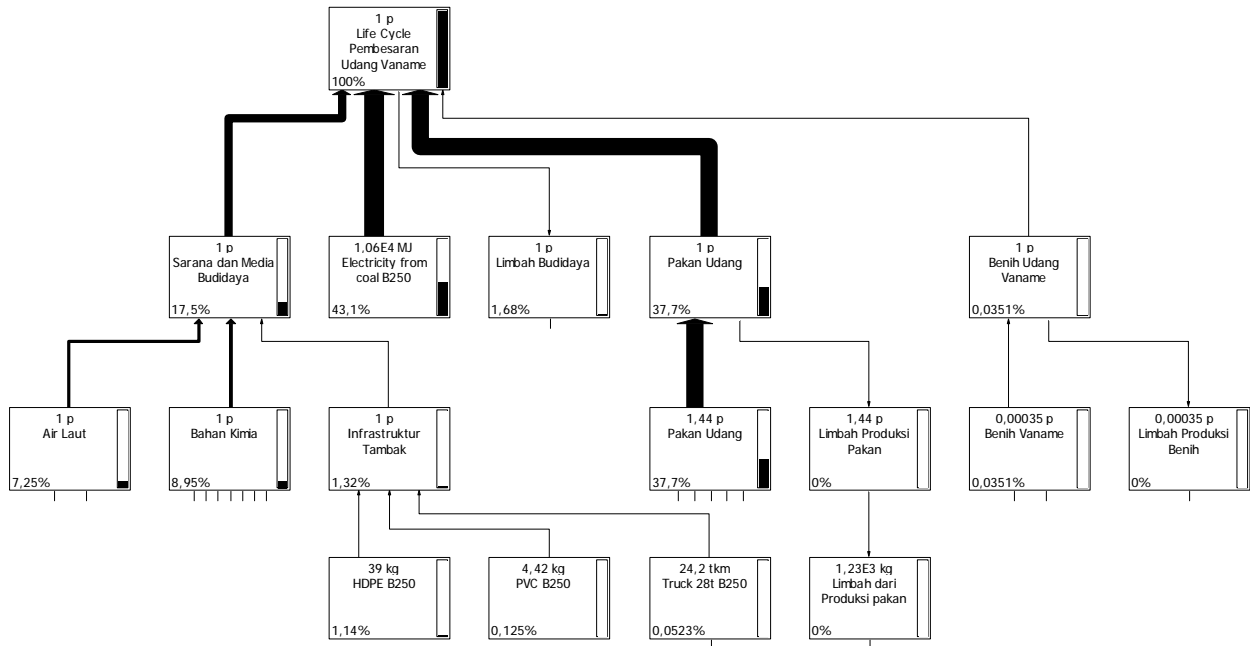 1 p
Life Cycle
Pembesaran
Udang Vaname
100%
1 p
Sarana dan Media
Budidaya
17,5%
1,06E4 MJ
Electricity from
coal B250
43,1%
1 p
Limbah Budidaya
1,68%
1 p
Pakan Udang
37,7%
1 p
Benih Udang
Vaname
0,0351%
1 p
Air Laut
7,25%
1 p
Bahan Kimia
8,95%
1 p
Infrastruktur
Tambak
1,32%
1,44 p
Pakan Udang
37,7%
1,44 p
Limbah Produksi
Pakan
0%
0,00035 p
Benih Vaname
0,0351%
0,00035 p
Limbah Produksi
Benih
0%
39 kg
HDPE B250
1,14%
4,42 kg
PVC B250
0,125%
24,2 tkm
Truck 28t B250
0,0523%
1,23E3 kg
Limbah dari
Produksi pakan
0%